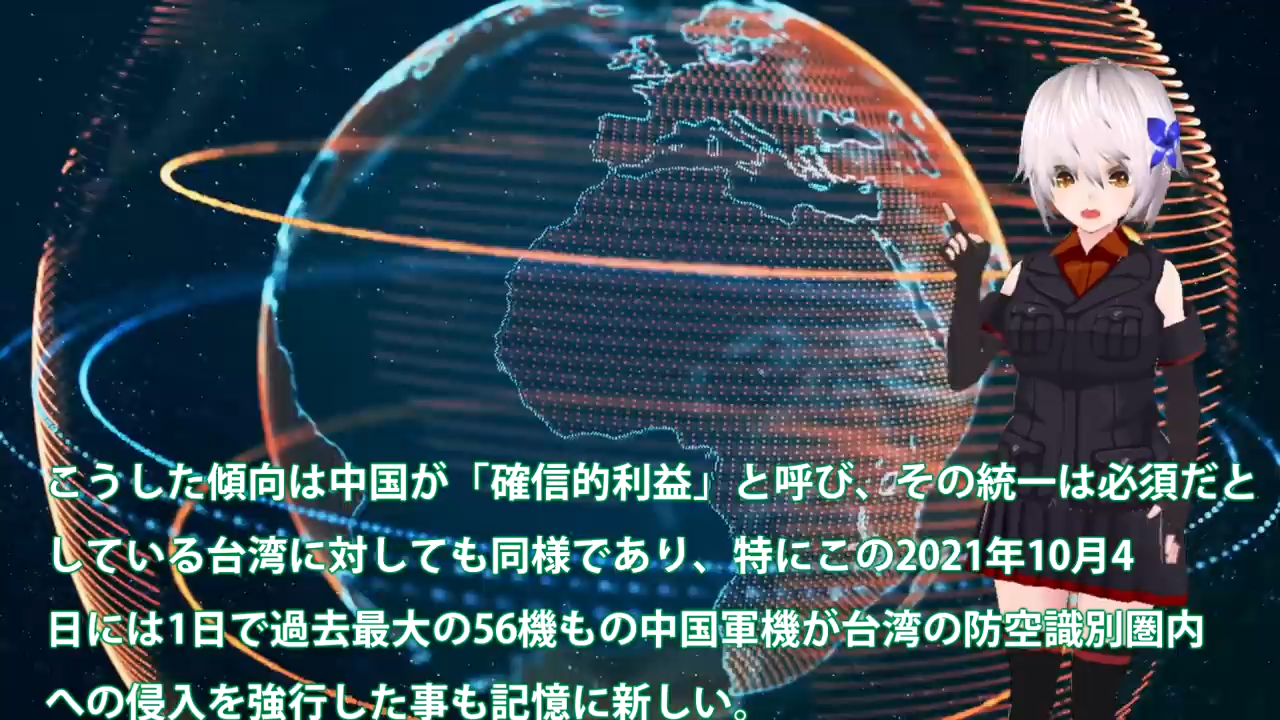 こうした傾向は中国が「確信的利益」と呼び、その統一は必須だと
している台湾に対しても同様であり、特にこの2021年10月4
日には1日で過去最大の56機もの中国軍機が台湾の防空識別圏内
への侵入を強行した事も記憶に新しい。